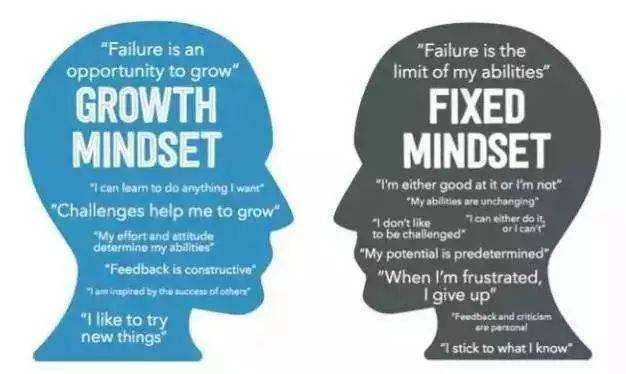 "Failure is an
opportunity to grow"
GROWTH
MINDSET
"I can learn to do anything I want"
"Challenges help me to grow"
"My effort and attitude
determine my abilities"
"Feedback is constructive"
"I am inspired by the success of others"
"I like to try
new things"
"Failure is the
limit of my abilities"
FIXED
MINDSET
"I'm either good at it or I'm not"
"My abilities are unchanging"
"I don't like
to be challenged"
"I can either do it,
or I can't"
"My potential is predetermined"
"When I'm frustrated,
I give up"
"Feedback and criticism
are personal
"I stick to what I know"